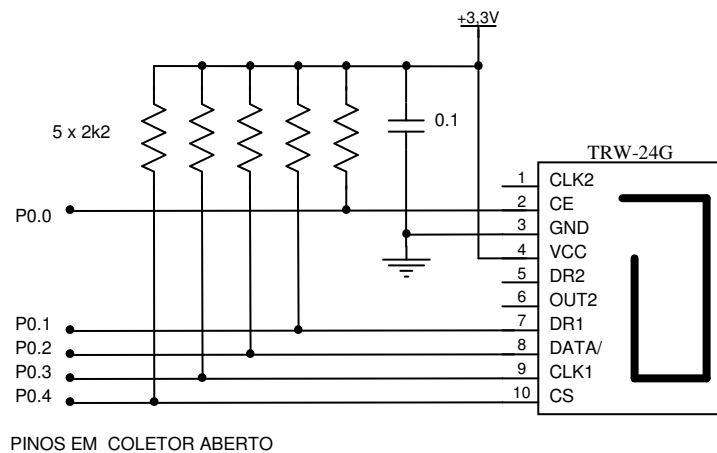 +3,3V
5 x 2k2
0.1
TRW-24G
1 CLK2
P0.0
2 CE
3 GND
4 VCC
5 DR2
6 OUT2
P0.1
7 DR1
P0.2
8 DATA/
P0.3
9 CLK1
P0.4
10 CS
PINOS EM COLETOR ABERTO